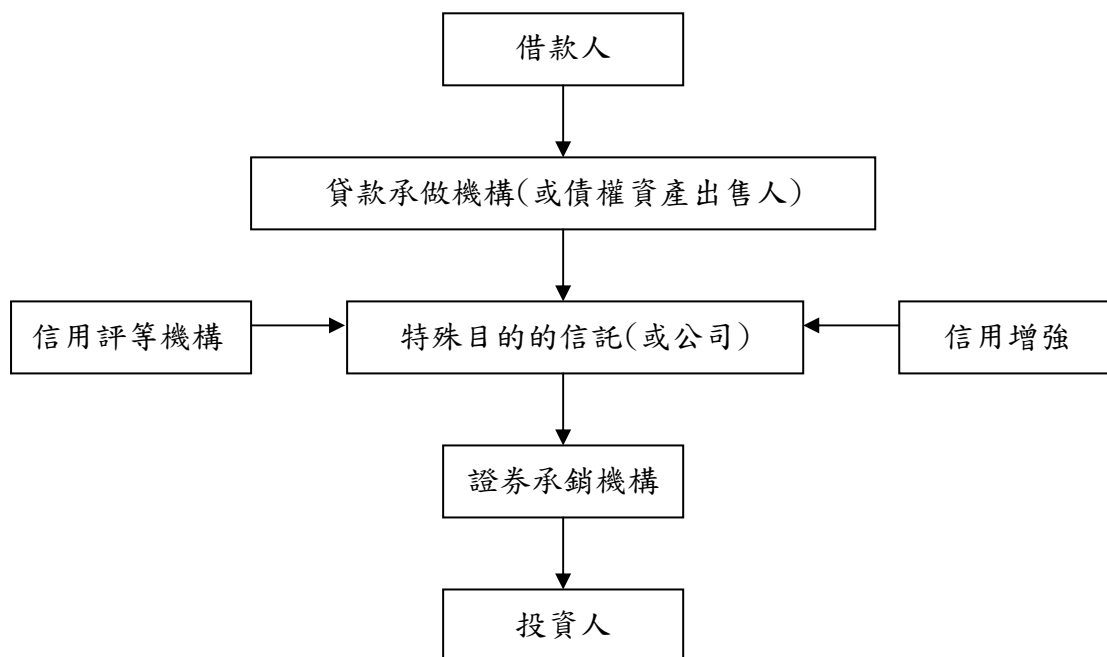 借款人
貸款承做機構(或債權資產出售人)
信用評等機構
特殊目的信託(或公司)
信用增強
證券承銷機構
投資人